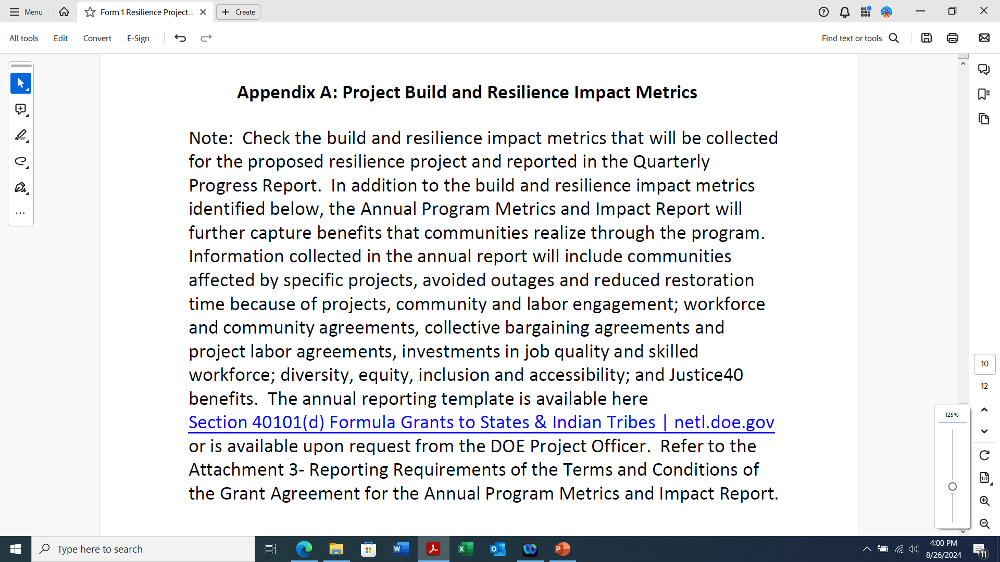 Menu
Form 1 Resilience Project...
Create
All tools
Edit
Convert
E-Sign
Find text or tools
Appendix A: Project Build and Resilience Impact Metrics
Note:  Check the build and resilience impact metrics that will be collected
for the proposed resilience project and reported in the Quarterly
Progress Report.  In addition to the build and resilience impact metrics
identified below, the Annual Program Metrics and Impact Report will
further capture benefits that communities realize through the program.
Information collected in the annual report will include communities
affected by specific projects, avoided outages and reduced restoration
time because of projects, community and labor engagement; workforce
and community agreements, collective bargaining agreements and
project labor agreements, investments in job quality and skilled
workforce; diversity, equity, inclusion and accessibility; and Justice40
benefits.  The annual reporting template is available here
Section 40101(d) Formula Grants to States & Indian Tribes | netl.doe.gov
or is available upon request from the DOE Project Officer.  Refer to the
Attachment 3- Reporting Requirements of the Terms and Conditions of
the Grant Agreement for the Annual Program Metrics and Impact Report.
10
12
125%
1:1
Type here to search
4:00 PM
8/26/2024
11